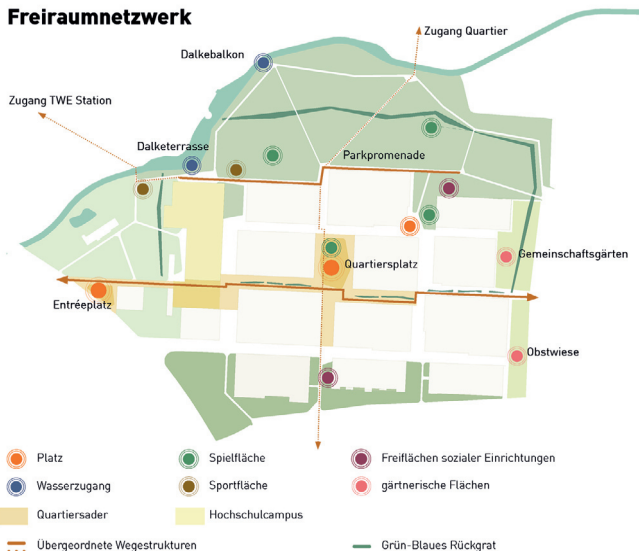 Freiraumnetzwerk
Zugang Quartier
Dalkebalkon
Zugang TWE Station
Dalketerrasse
Parkpromenade
Gemeinschaftsgärten
Quartiersplatz
Entréeplatz
Obstwiese
Platz
Spielfläche
Freiflächen sozialer Einrichtungen
Wasserzugang
Sportfläche
gärtnerische Flächen
Quartiersader
Hochschulcampus
Übergeordnete Wegestrukturen
Grün-Blaues Rückgrat